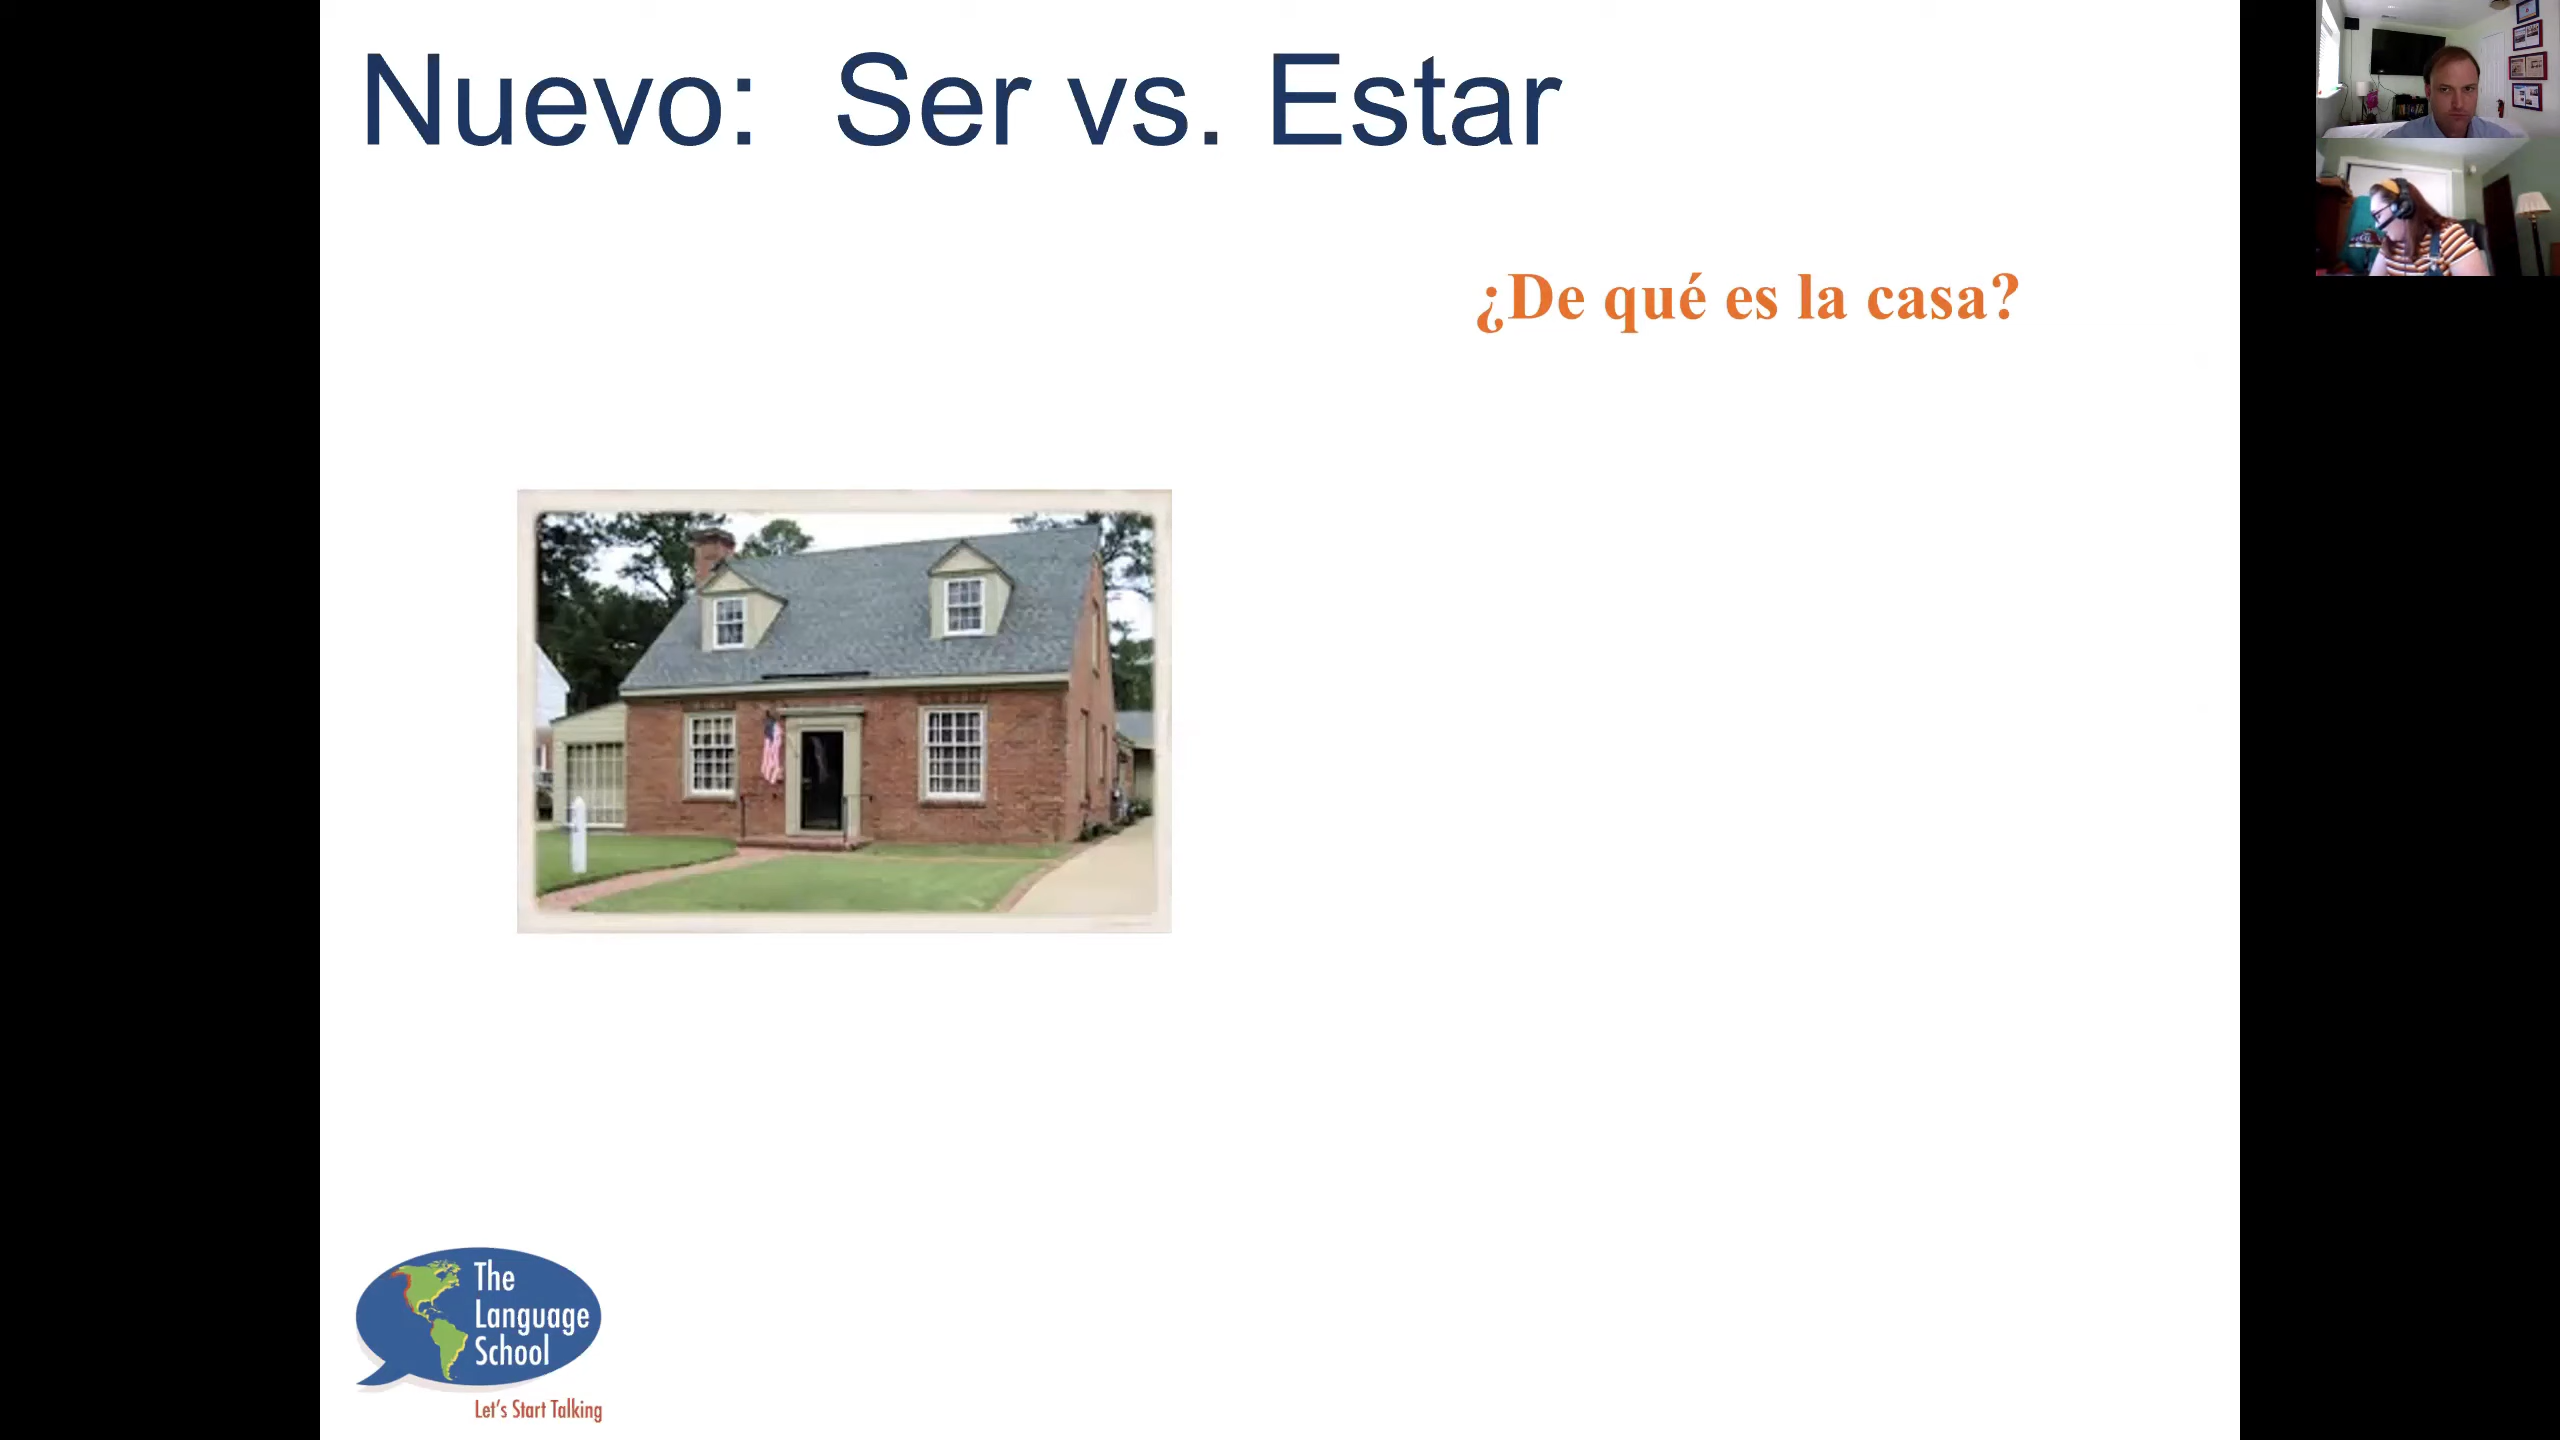 Nuevo:  Ser vs. Estar
¿De qué es la casa?
The
Language
School
Let's Start Talking